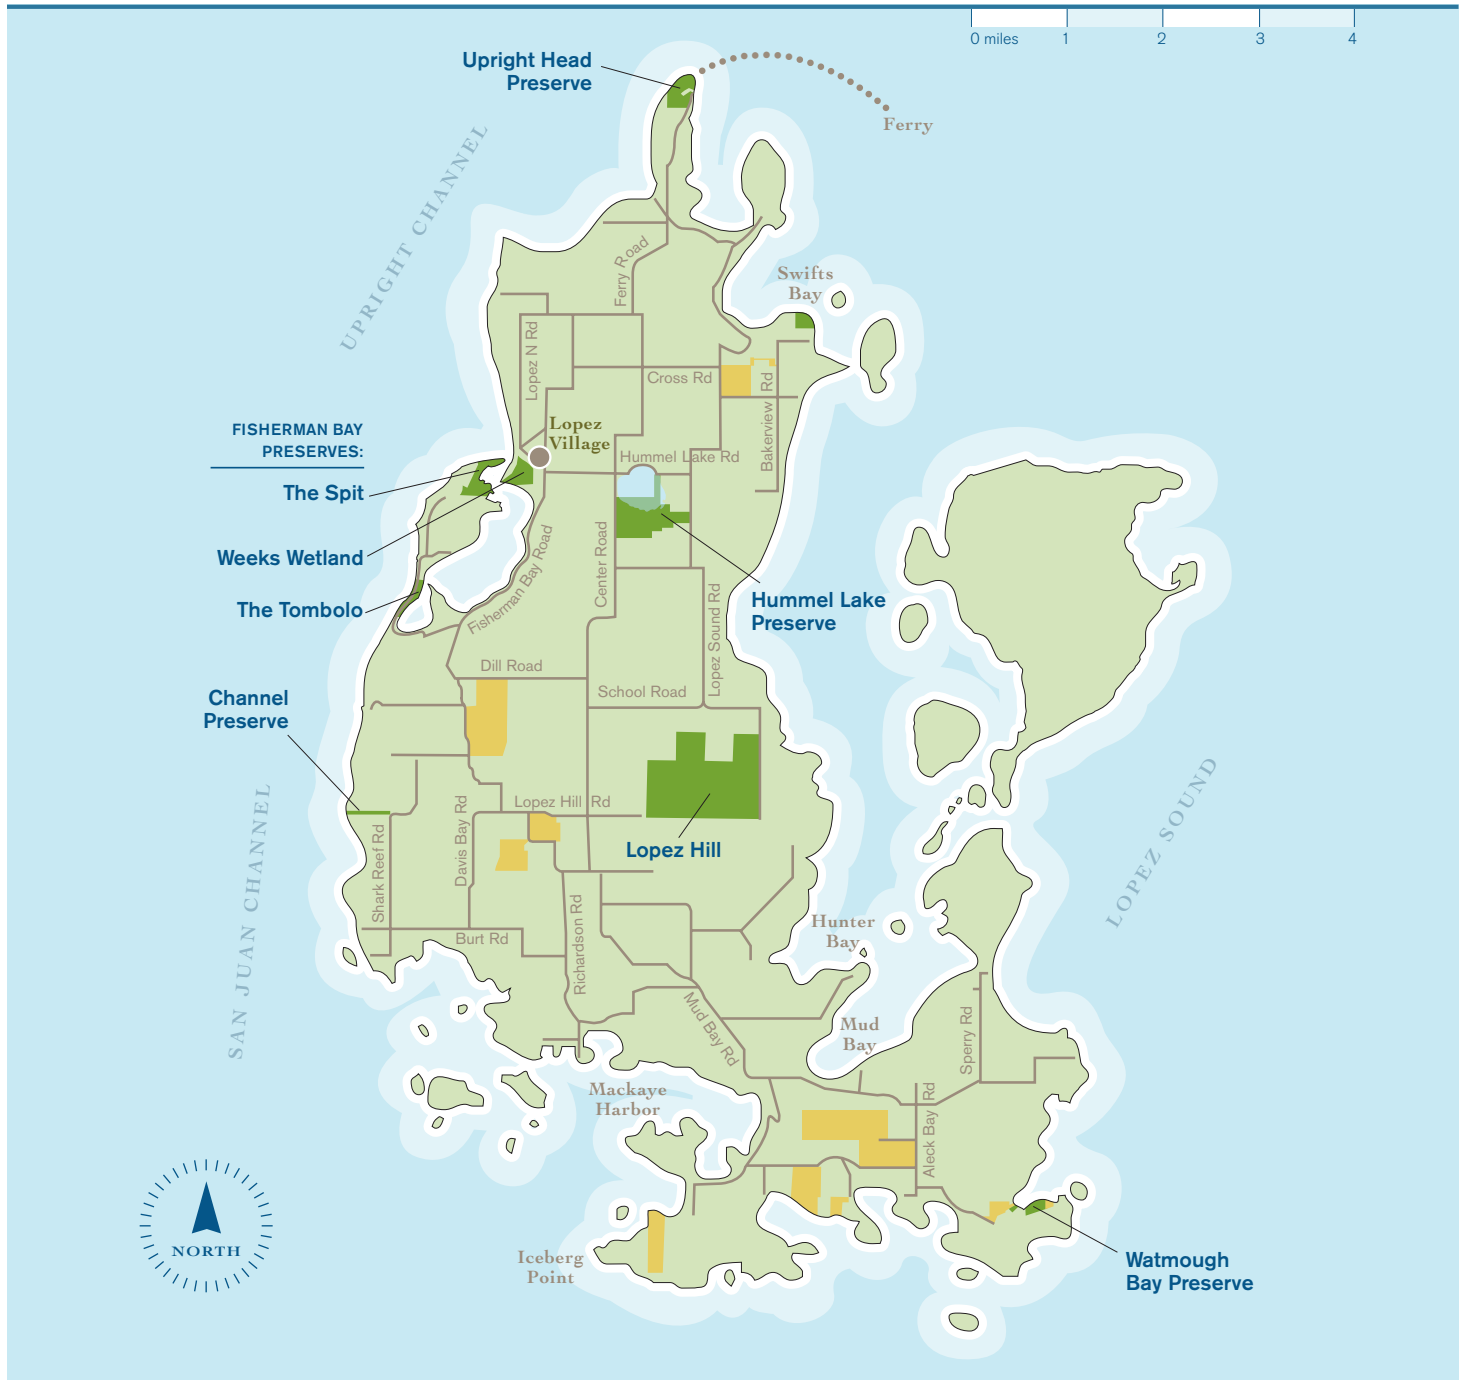 0 miles 1 2 3 4
Upright Head
Preserve
Ferry
UPRIGHT CHANNEL
Swifts
Bay
Ferry Road
Lopez N Rd
Cross Rd
Bakerview Rd
FISHERMAN BAY
PRESERVES:
Lopez
Village
Hummel Lake Rd
The Spit
Weeks Wetland
The Tombolo
Fisherman Bay Road
Center Road
Hummel Lake
Preserve
Lopez Sound Rd
Dill Road
School Road
Channel
Preserve
LOPEZ SOUND
SAN JUAN CHANNEL
Lopez Hill Rd
Davis Bay Rd
Shark Reef Rd
Lopez Hill
Richardson Rd
Burt Rd
Hunter
Bay
Mud Bay Rd
Mud
Bay
Sperry Rd
Mackaye
Harbor
Aleck Bay Rd
NORTH
Iceberg
Point
Watmough
Bay Preserve